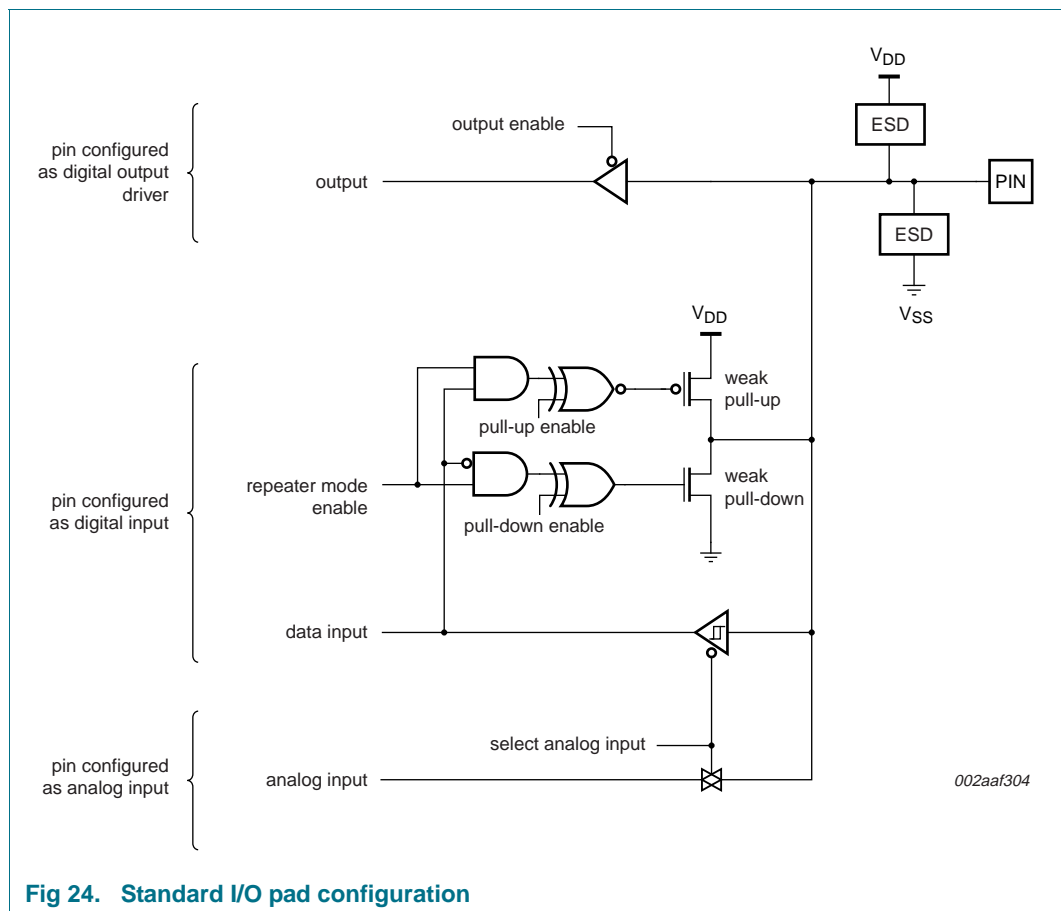 VDD
ESD
output enable
pin configured
as digital output
driver
output
PIN
ESD
VSS
VDD
weak
pull-up
pull-up enable
pin configured
as digital input
repeater mode
enable
weak
pull-down
pull-down enable
data input
select analog input
pin configured
as analog input
analog input
002aaf304
Fig 24. Standard I/O pad configuration